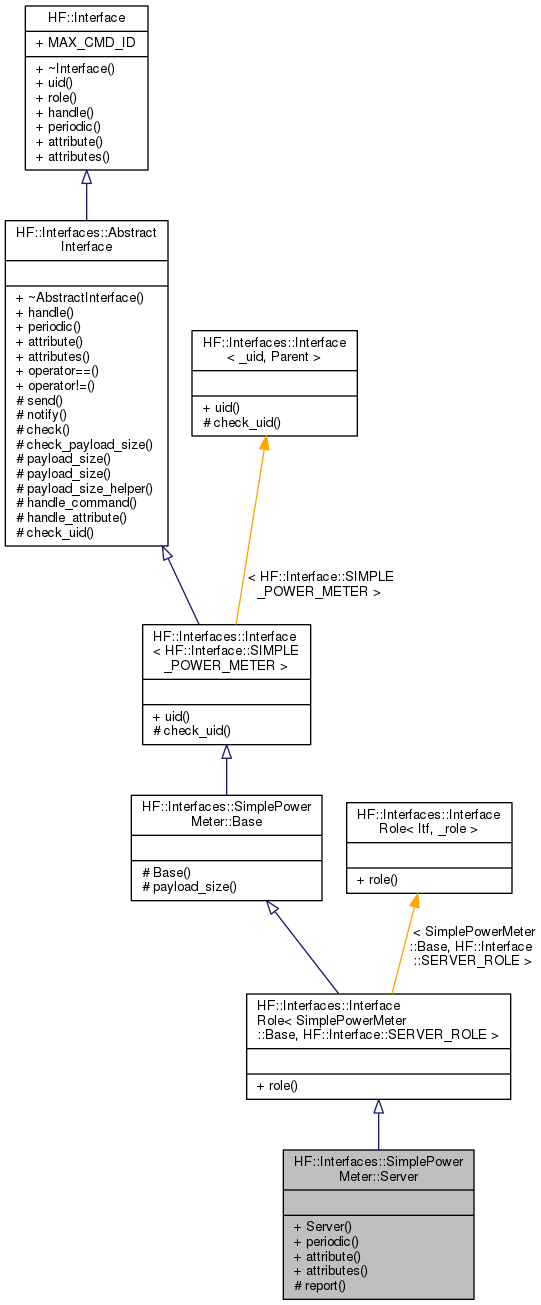 HF::Interface
+ MAX_CMD_ID
+ ~Interface()
+ uid()
+ role()
+ handle()
+ periodic()
+ attribute()
+ attributes()
HF::Interfaces::Abstract
Interface
+ ~AbstractInterface()
+ handle()
+ periodic()
+ attribute()
+ attributes()
+ operator==()
+ operator!=()
# send()
# notify()
# check()
# check_payload_size()
# payload_size()
# payload_size()
# payload_size_helper()
# handle_command()
# handle_attribute()
# check_uid()
HF::Interfaces::Interface
< _uid, Parent >
+ uid()
# check_uid()
< HF::Interface::SIMPLE
_POWER_METER >
HF::Interfaces::Interface
< HF::Interface::SIMPLE
_POWER_METER >
+ uid()
# check_uid()
HF::Interfaces::SimplePower
Meter::Base
# Base()
# payload_size()
HF::Interfaces::Interface
Role< Itf, _role >
+ role()
< SimplePowerMeter
::Base, HF::Interface
::SERVER_ROLE >
HF::Interfaces::Interface
Role< SimplePowerMeter
::Base, HF::Interface::SERVER_ROLE >
+ role()
HF::Interfaces::SimplePower
Meter::Server
+ Server()
+ periodic()
+ attribute()
+ attributes()
# report()